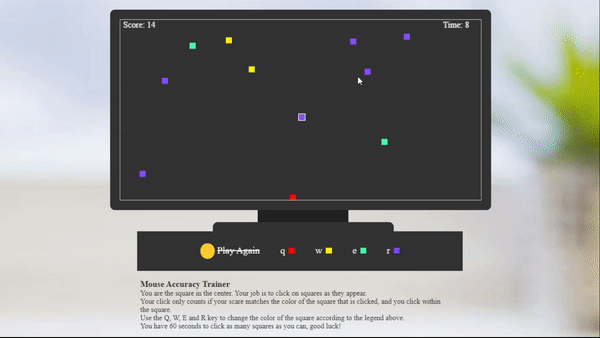 Score: 14 Time: 8
Play Again q w e r
Mouse Accuracy Trainer
You are the square in the center. Your job is to click on squares as they appear.
Your click only counts if your scare matches the color of the square that is clicked, and you click within
the square.
Use the Q, W, E and R key to change the color of the square according to the legend above.
You have 60 seconds to click as many squares as you can, good luck!